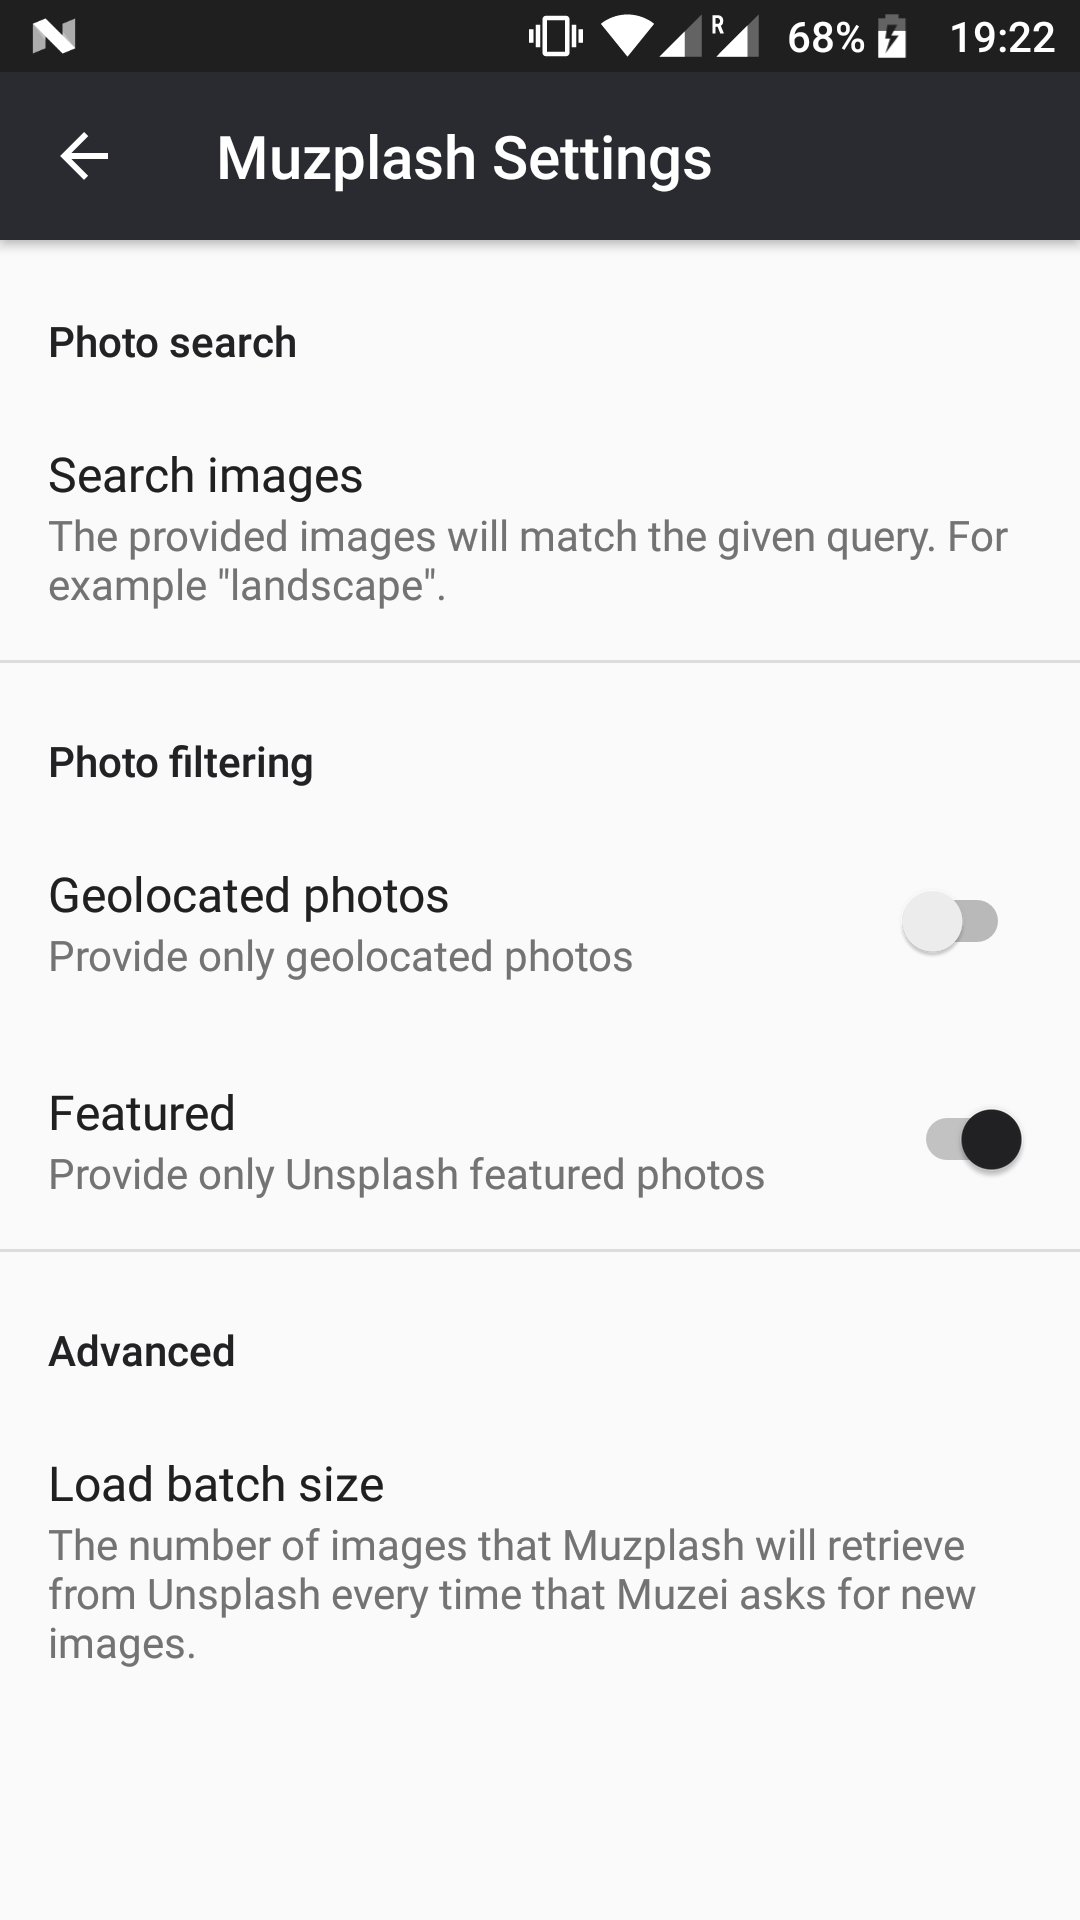 R 68% 19:22
Muzplash Settings
Photo search
Search images
The provided images will match the given query. For
example "landscape".
Photo filtering
Geolocated photos
Provide only geolocated photos
Featured
Provide only Unsplash featured photos
Advanced
Load batch size
The number of images that Muzplash will retrieve
from Unsplash every time that Muzei asks for new
images.